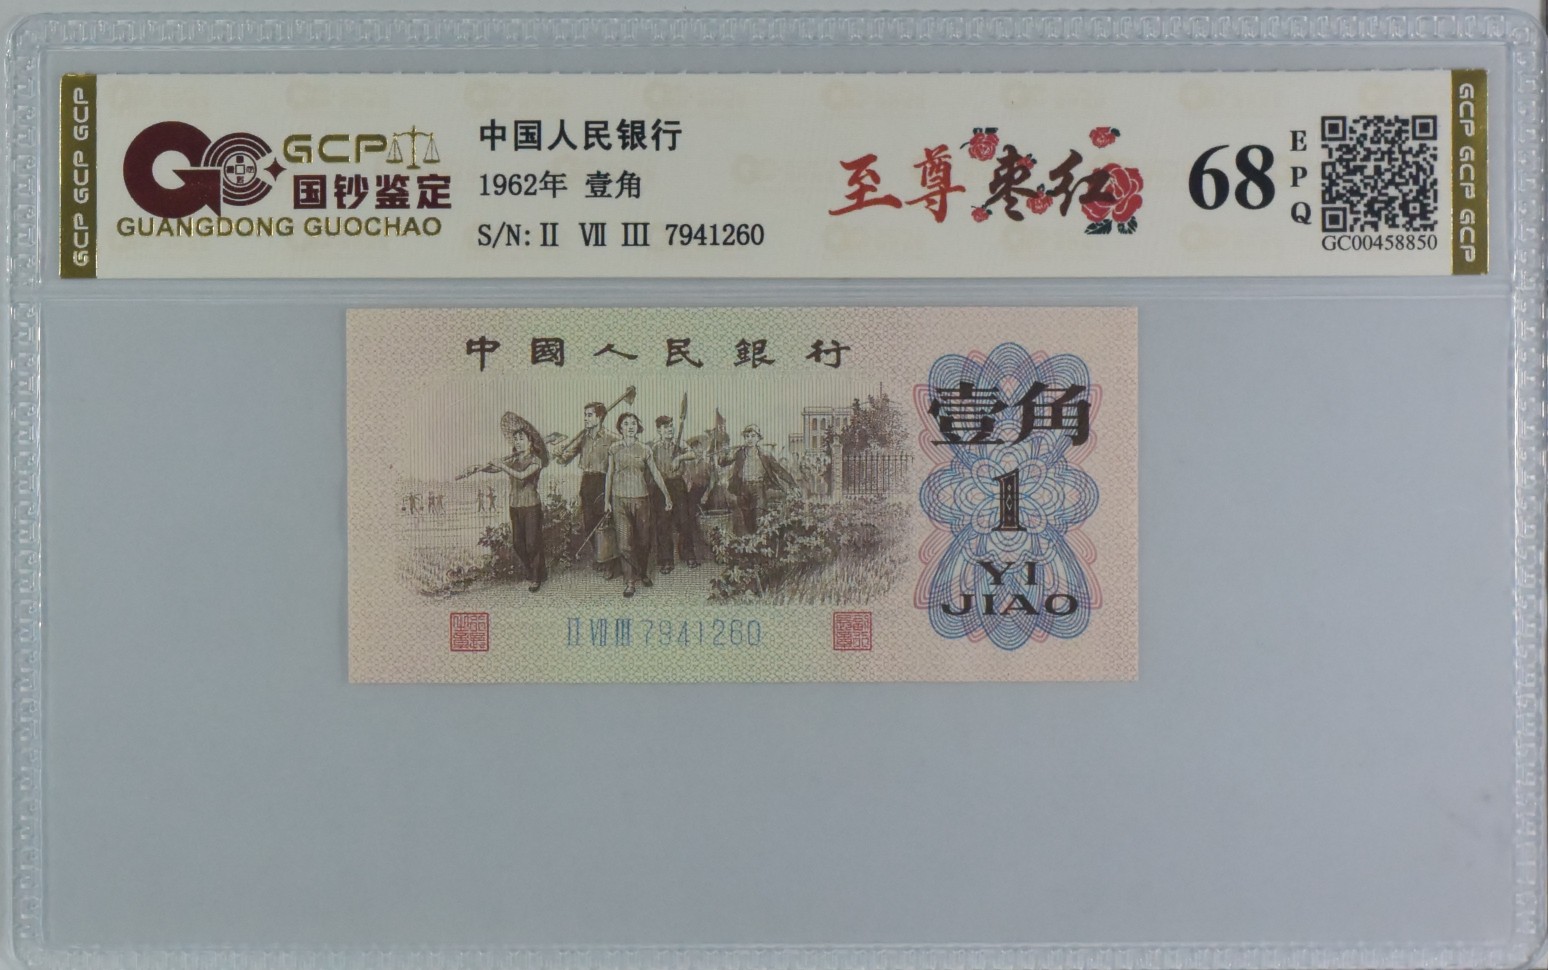 GCP GCP GCP
GCP
国钞鉴定
GUANGDONG GUOCHAO
中国人民银行
1962年 壹角
S/N: Ⅱ Ⅶ Ⅲ 7941260
至尊枣红
68
EPQ
GC00458850
GCP GCP GCP
中國人民銀行
壹角
1
YI
JIAO
Ⅱ Ⅶ Ⅲ 7941260